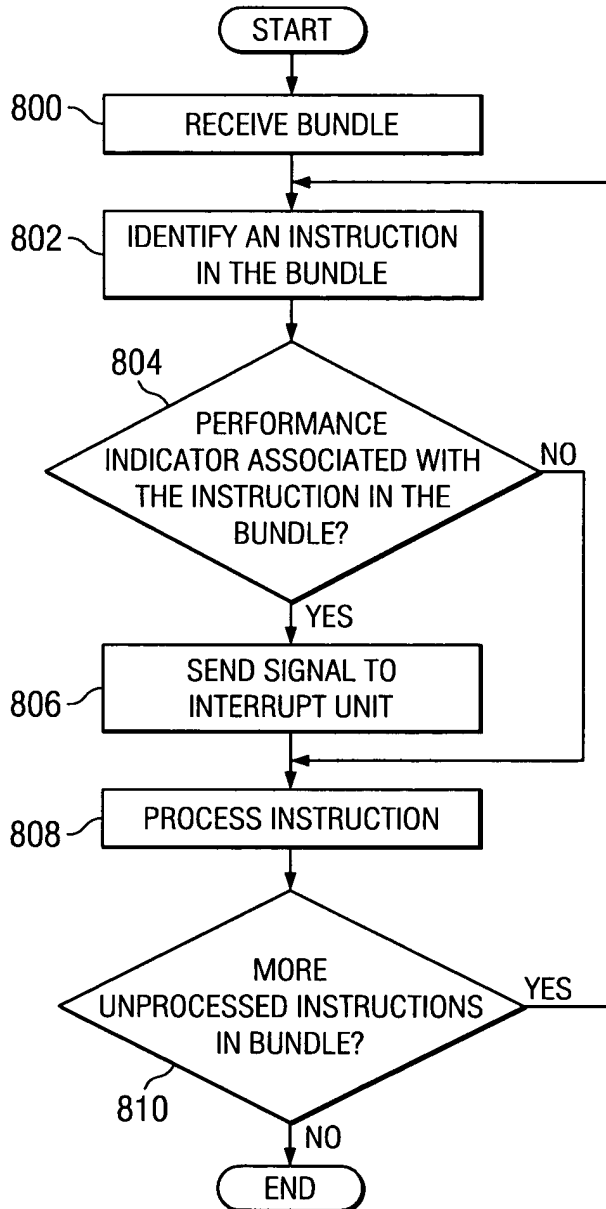 START
800
RECEIVE BUNDLE
802
IDENTIFY AN INSTRUCTION
IN THE BUNDLE
804
PERFORMANCE
INDICATOR ASSOCIATED WITH
THE INSTRUCTION IN THE
BUNDLE?
NO
YES
806
SEND SIGNAL TO
INTERRUPT UNIT
808
PROCESS INSTRUCTION
MORE
UNPROCESSED INSTRUCTIONS
IN BUNDLE?
YES
810
NO
END